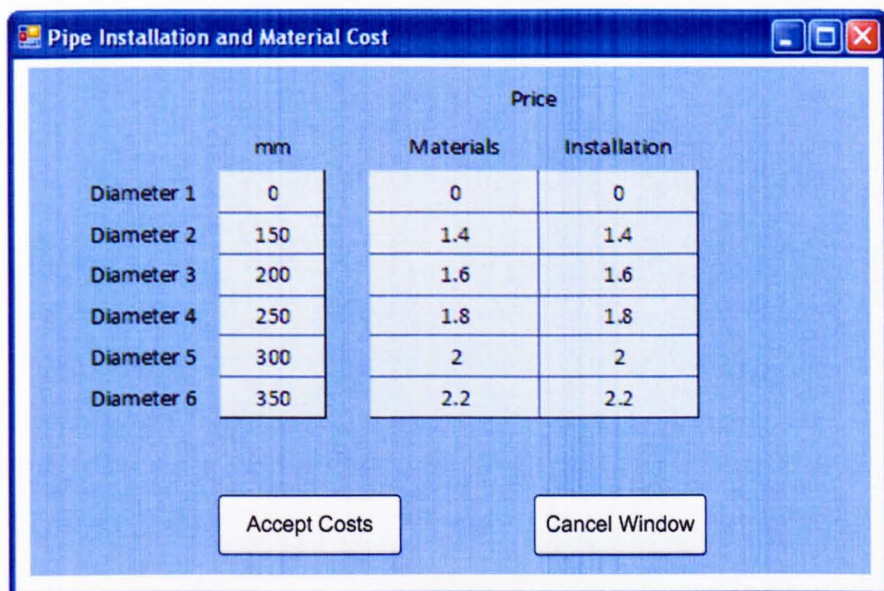 Pipe Installation and Material Cost
Price
mm Materials Installation
Diameter 1 0 0 0
Diameter 2 150 1.4 1.4
Diameter 3 200 1.6 1.6
Diameter 4 250 1.8 1.8
Diameter 5 300 2 2
Diameter 6 350 2.2 2.2
Accept Costs Cancel Window